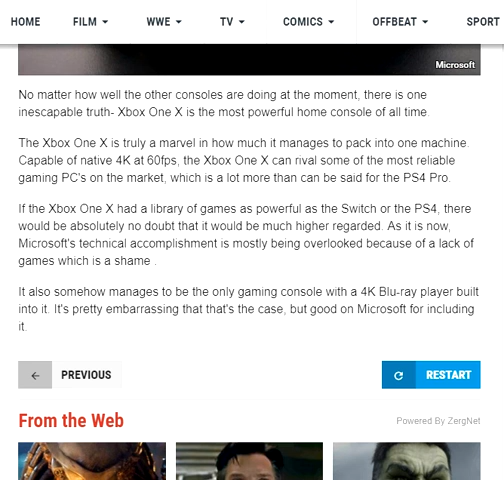 HOME FILM WWE TV COMICS OFFBEAT SPORT
Microsoft
No matter how well the other consoles are doing at the moment, there is one
inescapable truth- Xbox One X is the most powerful home console of all time.
The Xbox One X is truly a marvel in how much it manages to pack into one machine.
Capable of native 4K at 60fps, the Xbox One X can rival some of the most reliable
gaming PC's on the market, which is a lot more than can be said for the PS4 Pro.
If the Xbox One X had a library of games as powerful as the Switch or the PS4, there
would be absolutely no doubt that it would be much higher regarded. As it is now,
Microsoft's technical accomplishment is mostly being overlooked because of a lack of
games which is a shame .
It also somehow manages to be the only gaming console with a 4K Blu-ray player built
into it. It's pretty embarrassing that that's the case, but good on Microsoft for including
it.
PREVIOUS
RESTART
From the Web
Powered By ZergNet